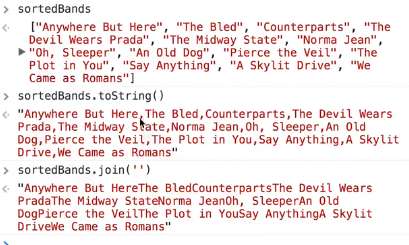 > sortedBands
< ["Anywhere But Here", "The Bled", "Counterparts", "The
Devil Wears Prada", "The Midway State", "Norma Jean",
▶ "Oh, Sleeper", "An Old Dog", "Pierce the Veil", "The
Plot in You", "Say Anything", "A Skylit Drive", "We
Came as Romans"]
> sortedBands.toString()
< "Anywhere But Here,The Bled,Counterparts,The Devil Wears
Prada,The Midway State,Norma Jean,Oh, Sleeper,An Old
Dog,Pierce the Veil,The Plot in You,Say Anything,A Skylit
Drive,We Came as Romans"
> sortedBands.join('')
< "Anywhere But HereThe BledCounterpartsThe Devil Wears
PradaThe Midway StateNorma JeanOh, SleeperAn Old
DogPierce the VeilThe Plot in YouSay AnythingA Skylit
DriveWe Came as Romans"